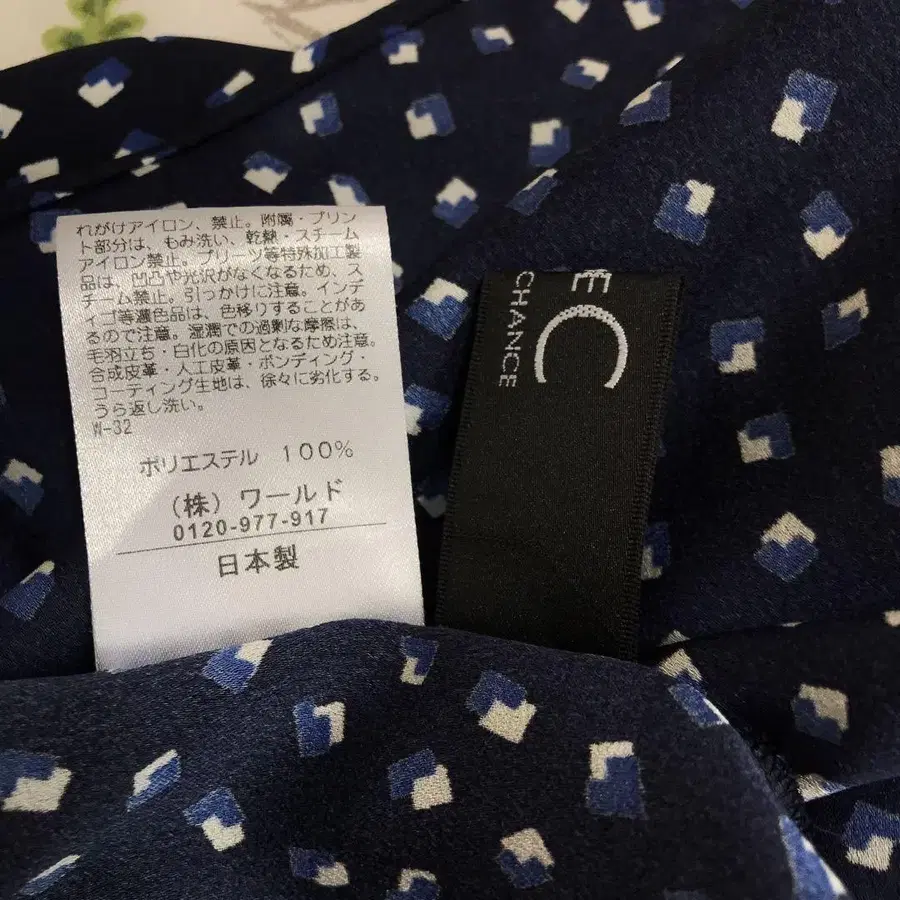 れがけアイロン、禁止。附属・プリン
ト部分は、もみ洗い、乾熱・スチーム
アイロン禁止。プリーツ等特殊加工製
品は、凹凸や光沢がなくなるため、ス
チーム禁止。引っかけに注意。インデ
ィゴ等濃色品は、色移りすることがあ
るので注意。湿潤での過剰な摩擦は、
毛羽立ち・白化の原因となるため注意。
合成皮革・人工皮革・ボンディング・
コーティング生地は、徐々に劣化する。
うら返し洗い。
W-32
ポリエステル 100%
(株) ワールド
0120-977-917
日本製
EC
CHANCE